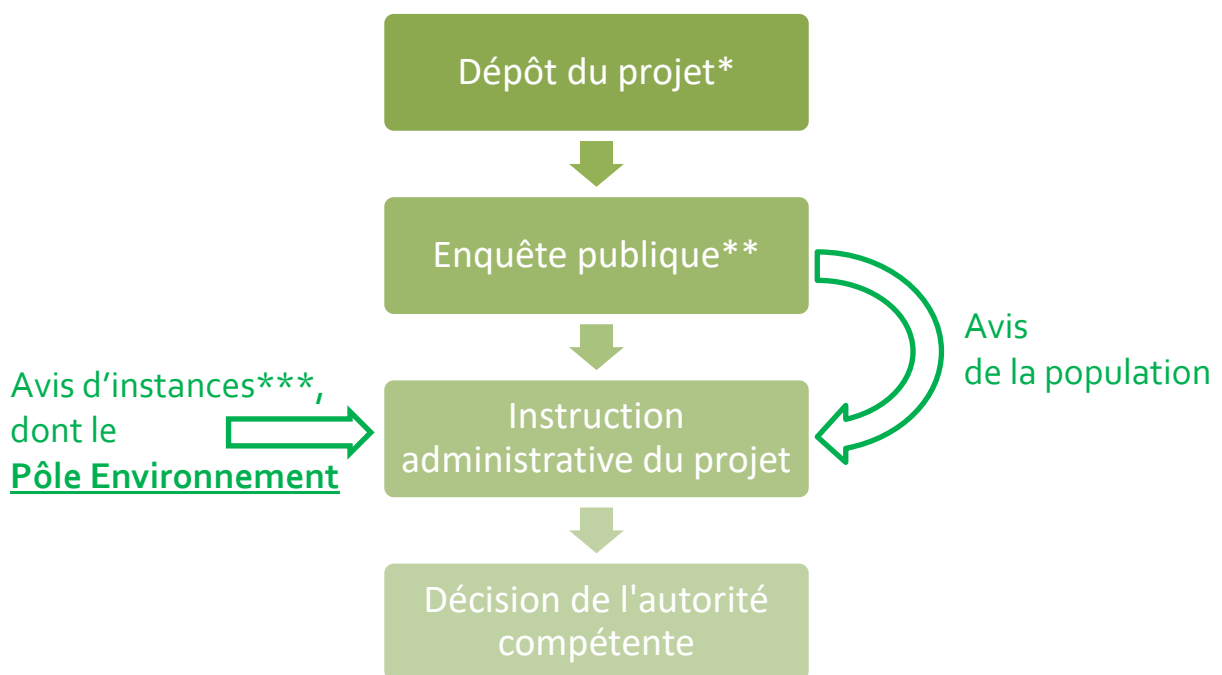 Dépôt du projet*
Enquête publique**
Avis
de la population
Avis d’instances***,
dont le
Pôle Environnement
Instruction
administrative du projet
Décision de l'autorité
compétente